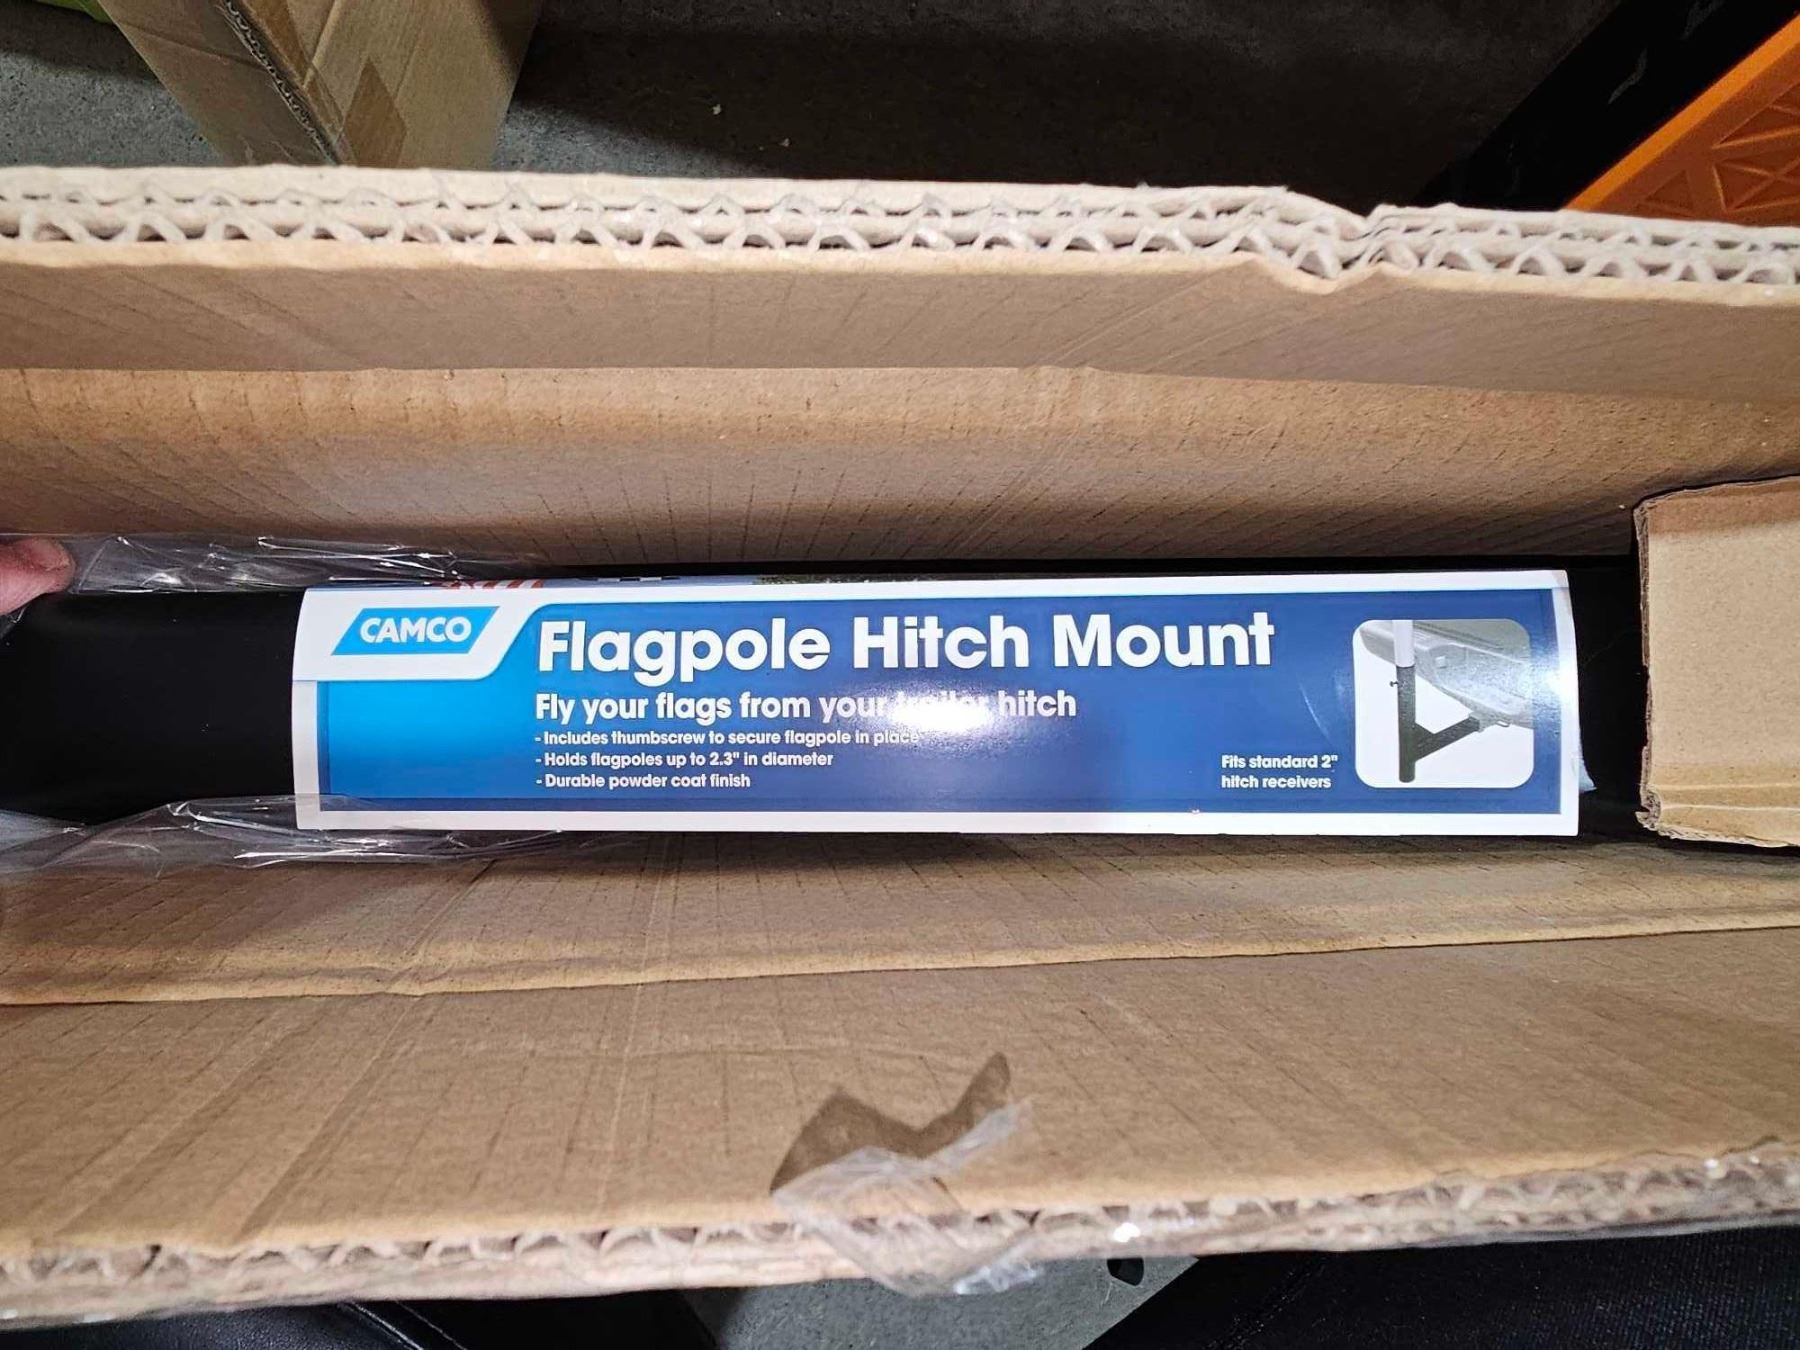 CAMCO
Flagpole Hitch Mount
Fly your flags from your trailer hitch
- Includes thumbscrew to secure flagpole in place
- Holds flagpoles up to 2.3" in diameter
- Durable powder coat finish
Fits standard 2"
hitch receivers